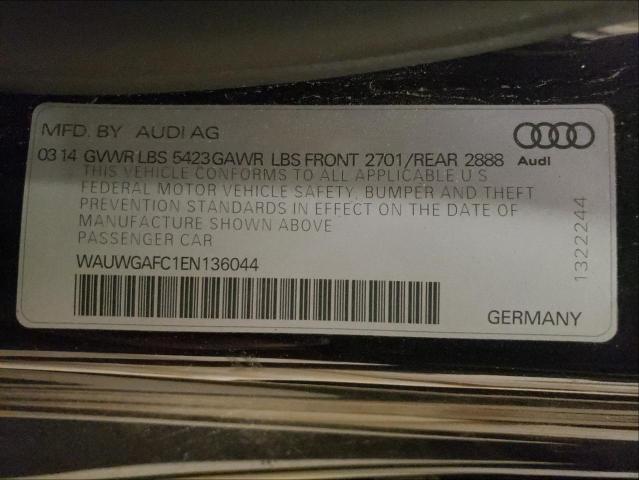 MFD. BY AUDI AG
03 14 GVWR LBS 5423 GAWR LBS FRONT 2701/REAR 2888
Audi
THIS VEHICLE CONFORMS TO ALL APPLICABLE U S
FEDERAL MOTOR VEHICLE SAFETY, BUMPER AND THEFT
PREVENTION STANDARDS IN EFFECT ON THE DATE OF
MANUFACTURE SHOWN ABOVE
PASSENGER CAR
WAUWGAFC1EN136044
GERMANY
1322244